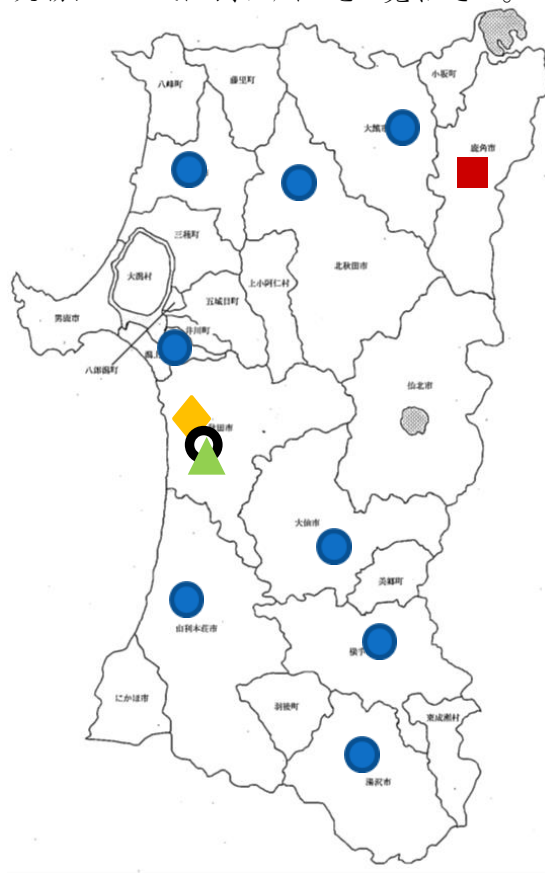 八峰町
藤里町
小坂町
大館市
鹿角市
三種町
大潟村
上小阿仁村
北秋田市
五城目町
男鹿市
井川町
八郎潟町
仙北市
秋田市
大仙市
美郷町
由利本荘市
横手
にかほ市
羽後町
東成瀬村
湯沢市